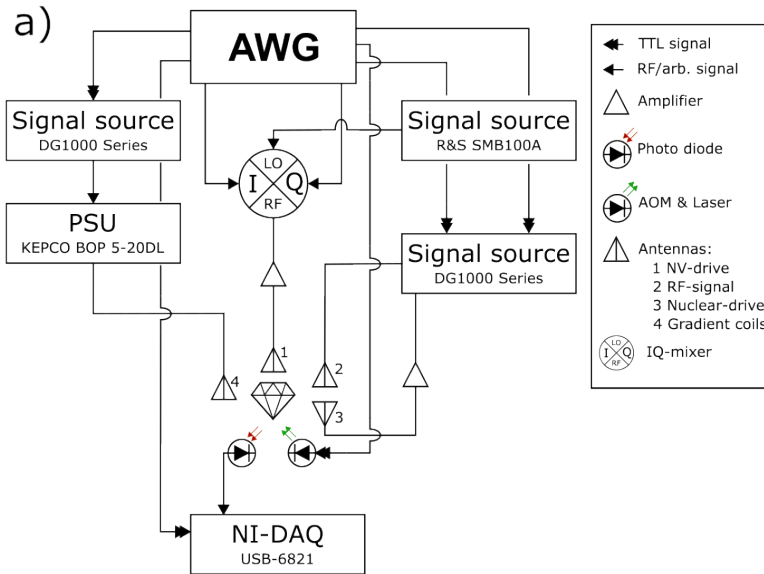 a)
AWG
Signal source
DG1000 Series
PSU
KEPCO BOP 5-20DL
LO
I Q
RF
Signal source
R&S SMB100A
Signal source
DG1000 Series
1
2
3
4
NI-DAQ
USB-6821
TTL signal
RF/arb. signal
Amplifier
Photo diode
AOM & Laser
Antennas:
1 NV-drive
2 RF-signal
3 Nuclear-drive
4 Gradient coils
LO
I Q
RF
IQ-mixer